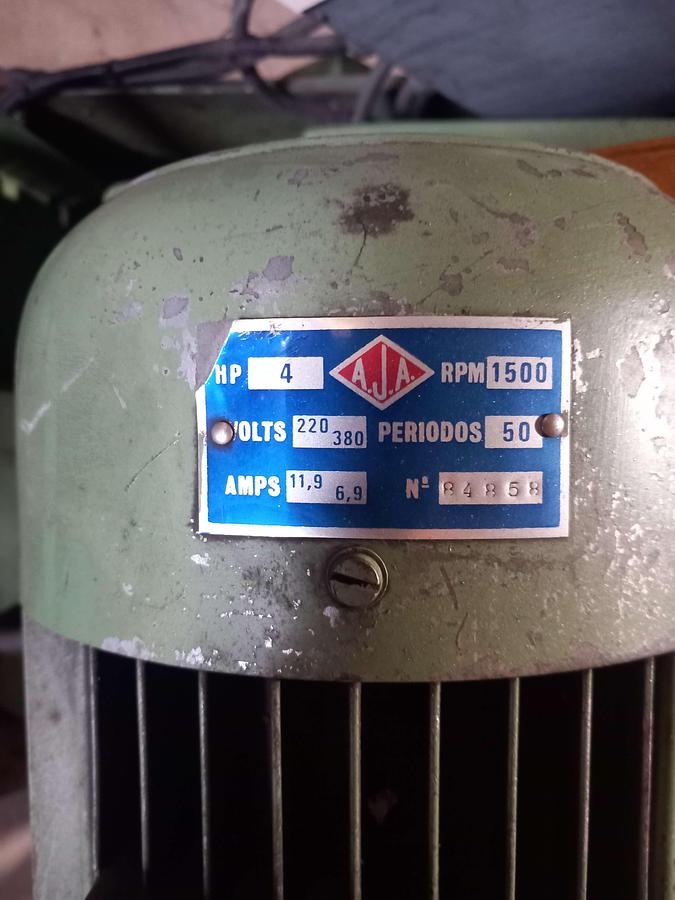 HP 4 A.J.A. RPM 1500
VOLTS 220 380 PERIODOS 50
AMPS 11,9 6,9 Nº 84858